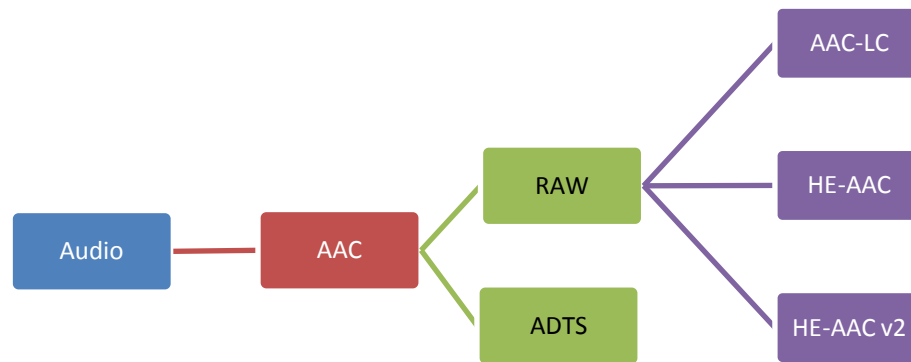 Audio
AAC
RAW
ADTS
AAC-LC
HE-AAC
HE-AAC v2